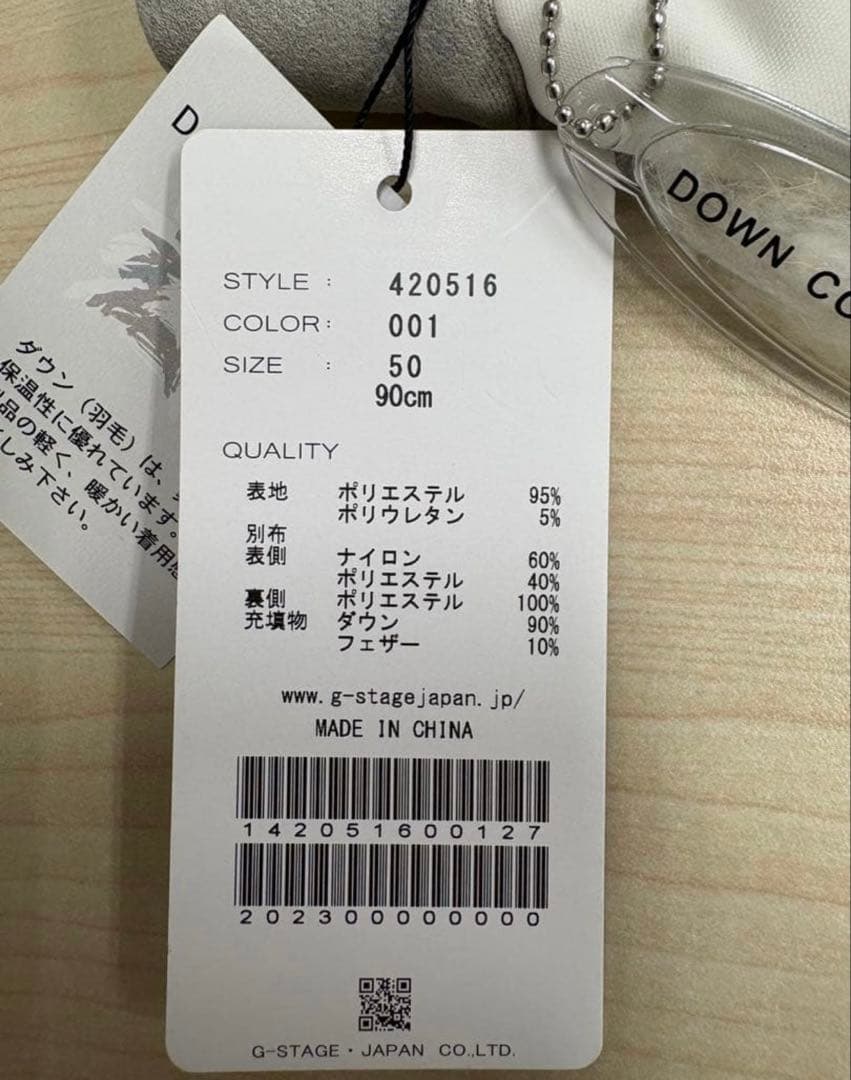 D
ダウン（羽毛）は、
保温性に優れています。
品の軽く、暖かい着用感
しみ下さい。
STYLE : 420516
COLOR : 001
SIZE : 50
90cm
QUALITY
表地 ポリエステル 95%
ポリウレタン 5%
別布
表側 ナイロン 60%
ポリエステル 40%
裏側 ポリエステル 100%
充填物 ダウン 90%
フェザー 10%
www.g-stagejapan.jp/
MADE IN CHINA
142051600127
202300000000
G-STAGE・JAPAN CO.,LTD.
DOWN CO